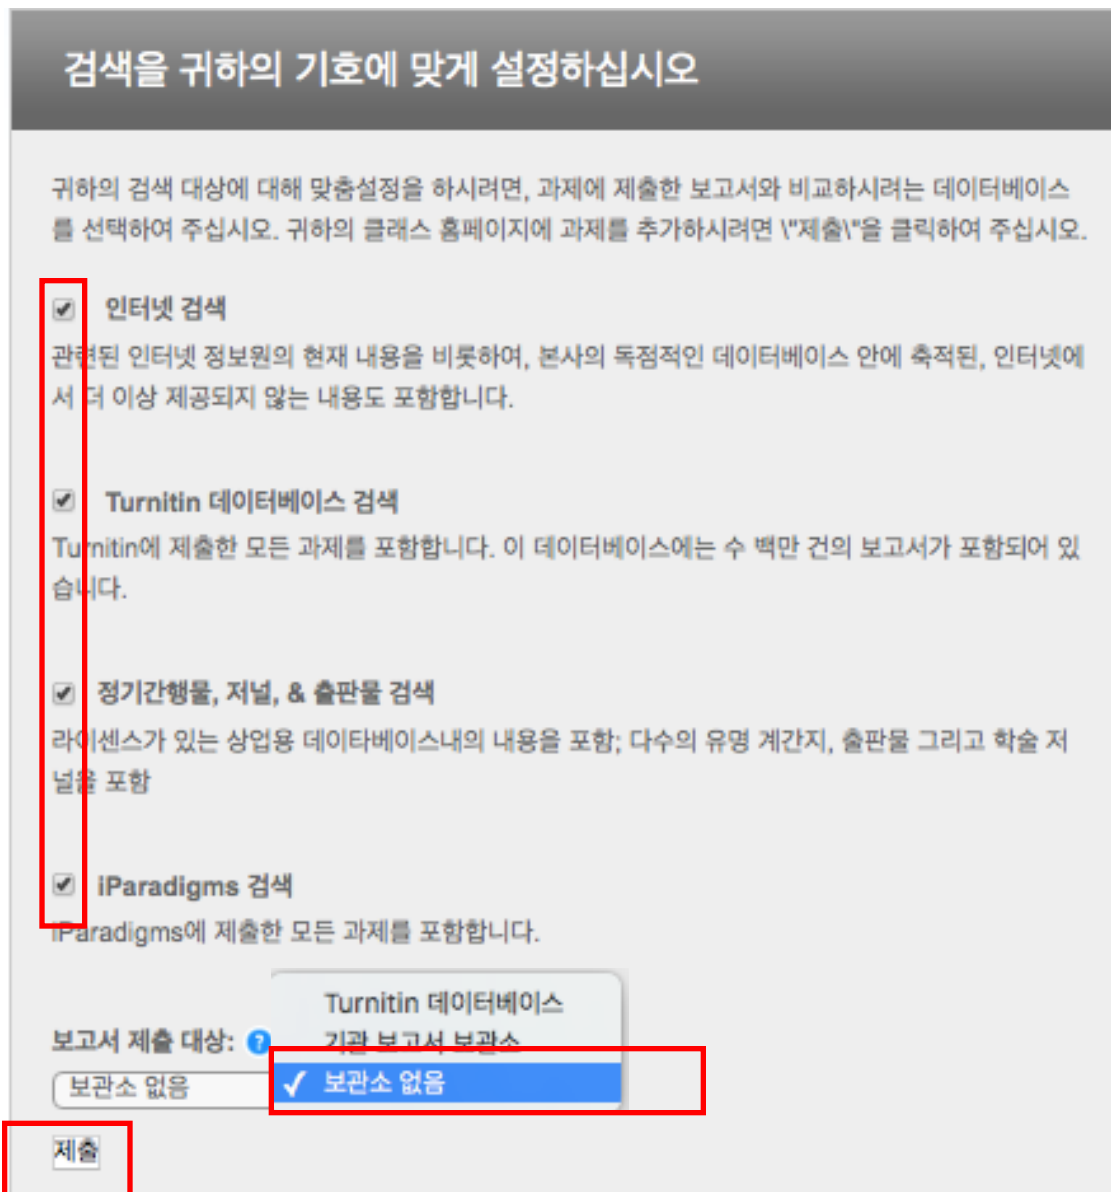 검색을 귀하의 기호에 맞게 설정하십시오
귀하의 검색 대상에 대해 맞춤설정을 하시려면, 과제에 제출한 보고서와 비교하시려는 데이터베이스
를 선택하여 주십시오. 귀하의 클래스 홈페이지에 과제를 추가하시려면 \"제출\"을 클릭하여 주십시오.
인터넷 검색
관련된 인터넷 정보원의 현재 내용을 비롯하여, 본사의 독점적인 데이터베이스 안에 축적된, 인터넷에
서 더 이상 제공되지 않는 내용도 포함합니다.
Turnitin 데이터베이스 검색
Turnitin에 제출한 모든 과제를 포함합니다. 이 데이터베이스에는 수 백만 건의 보고서가 포함되어 있
습니다.
정기간행물, 저널, & 출판물 검색
라이센스가 있는 상업용 데이타베이스내의 내용을 포함; 다수의 유명 계간지, 출판물 그리고 학술 저
널을 포함
iParadigms 검색
iParadigms에 제출한 모든 과제를 포함합니다.
Turnitin 데이터베이스
보고서 제출 대상: ? 기관 보고서 보관소
보관소 없음 ✓ 보관소 없음
제출